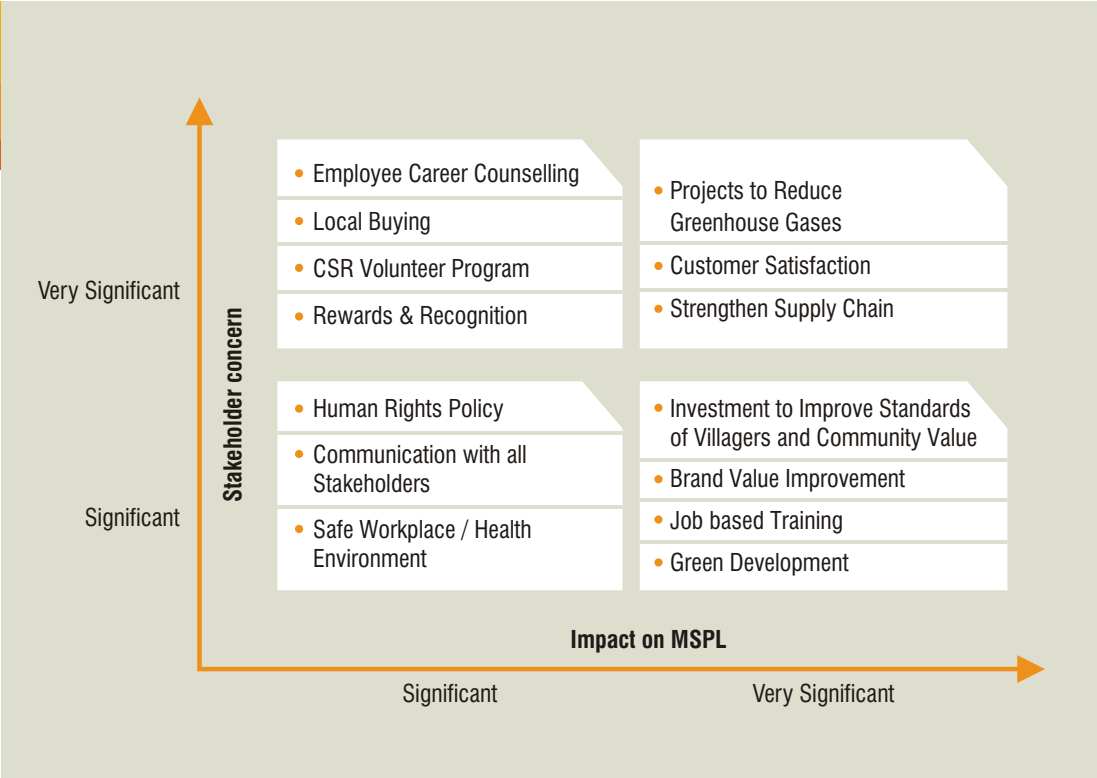 Very Significant
Significant
Stakeholder concern
• Employee Career Counselling
• Local Buying
• CSR Volunteer Program
• Rewards & Recognition
• Projects to Reduce
Greenhouse Gases
• Customer Satisfaction
• Strengthen Supply Chain
• Human Rights Policy
• Communication with all
Stakeholders
• Safe Workplace / Health
Environment
• Investment to Improve Standards
of Villagers and Community Value
• Brand Value Improvement
• Job based Training
• Green Development
Impact on MSPL
Significant
Very Significant